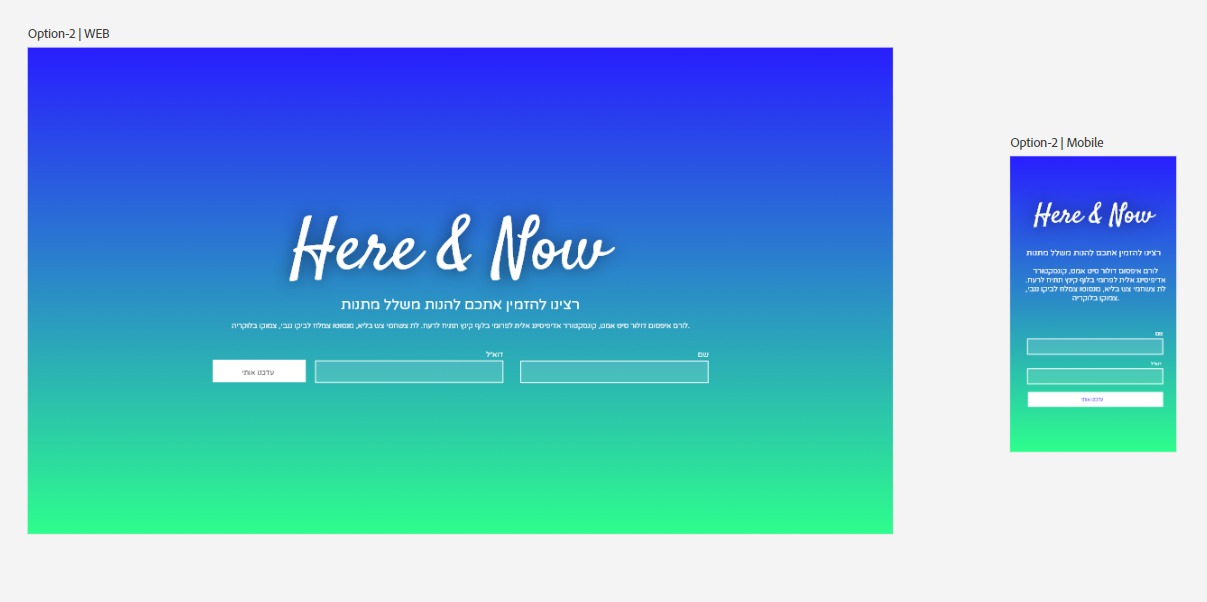 Option-2 | WEB
Here & Now
רצינו להזמין אתכם להנות משלל מתנות
לורם איפסום דולור סיט אמט, קונסקטורר אדיפיסינג אלית לפרומי בלוף קינץ תתיח לרעח. לת צשחמי צש בליא, מנסוטו צמלח לביקו ננבי, צמוקו בלוקריה.
שם
דוא״ל
עדכנו אותי
Option-2 | Mobile
Here & Now
רצינו להזמין אתכם להנות משלל מתנות
לורם איפסום דולור סיט אמט, קונסקטורר
אדיפיסינג אלית לפרומי בלוף קינץ תתיח לרעח.
לת צשחמי צש בליא, מנסוטו צמלח לביקו ננבי,
צמוקו בלוקריה.
שם
דוא״ל
עדכנו אותי